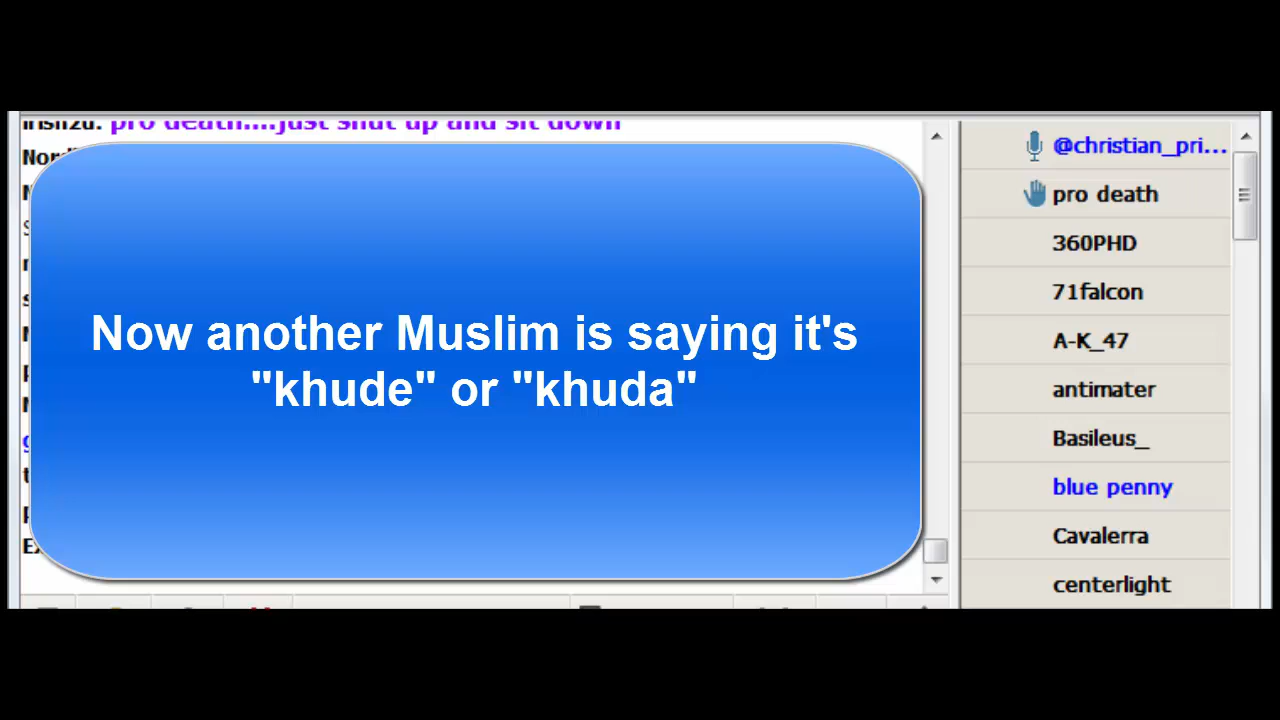 pro death....just shut up and sit down
Now another Muslim is saying it's
"khude" or "khuda"
@christian_pri...
pro death
360PHD
71falcon
A-K_47
antimater
Basileus_
blue penny
Cavalerra
centerlight